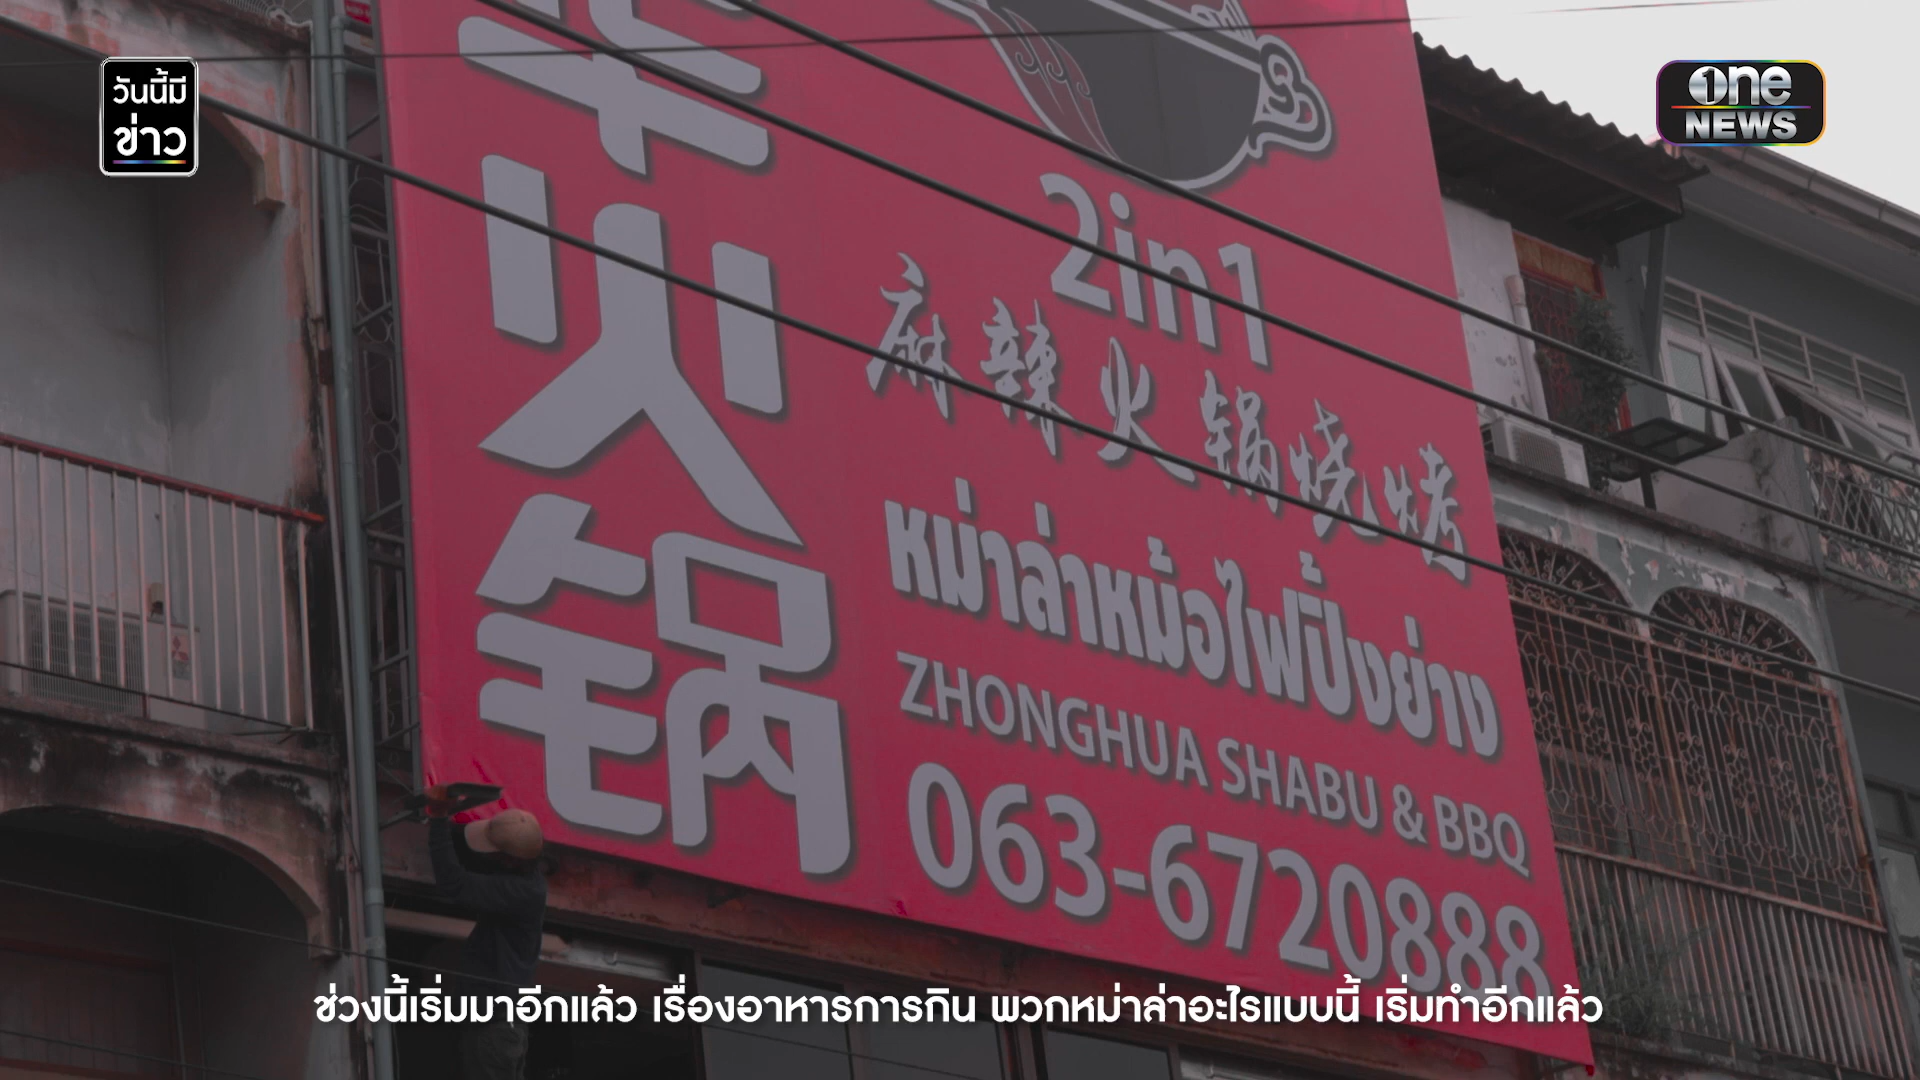 วันนี้มี
ข่าว
one
NEWS
华火锅
2in1
麻辣火锅烧烤
หม่าล่าหม้อไฟปิ้งย่าง
ZHONGHUA SHABU & BBQ
063-6720888
ช่วงนี้เริ่มมาอีกแล้ว เรื่องอาหารการกิน พวกหม่าล่าอะไรแบบนี้ เริ่มทำอีกแล้ว